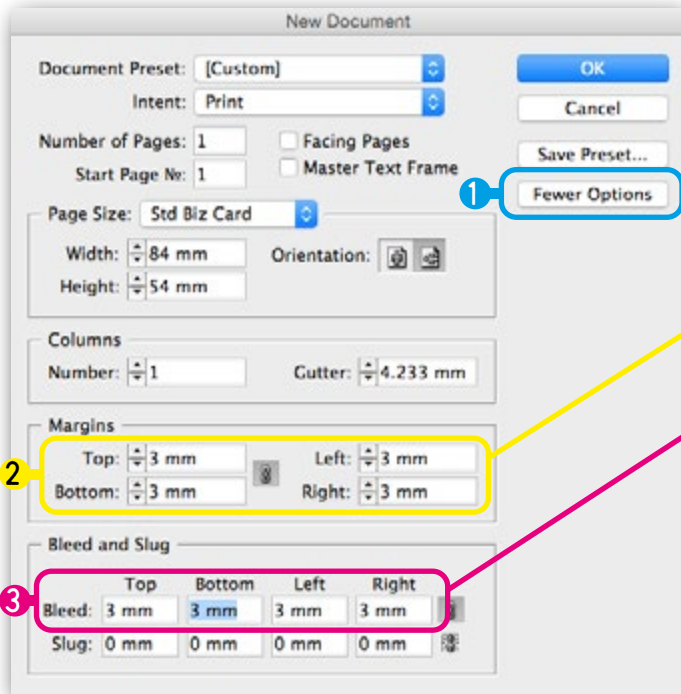 New Document
Document Preset: [Custom]
OK
Intent: Print
Cancel
Number of Pages: 1
Facing Pages
Save Preset...
Start Page №: 1
Master Text Frame
1
Fewer Options
Page Size: Std Biz Card
Width: 84 mm
Orientation:
Height: 54 mm
Columns
Number: 1
Gutter: 4.233 mm
Margins
2
Top: 3 mm
Left: 3 mm
Bottom: 3 mm
Right: 3 mm
Bleed and Slug
3
Top Bottom Left Right
Bleed: 3 mm 3 mm 3 mm 3 mm
Slug: 0 mm 0 mm 0 mm 0 mm